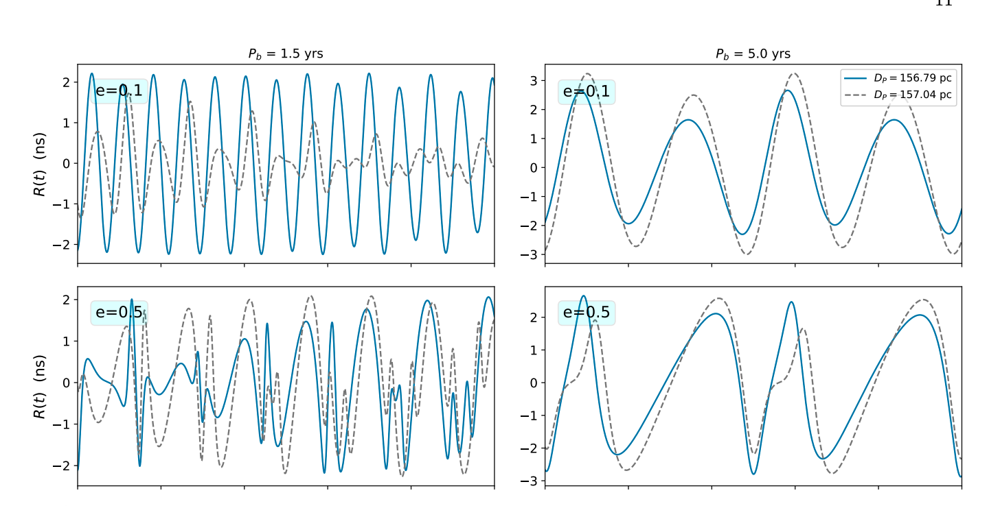 11
P_b = 1.5 yrs
P_b = 5.0 yrs
R(t) (ns)
2
1
0
−1
−2
e=0.1
3
2
1
0
−1
−2
−3
e=0.1
D_P = 156.79 pc
D_P = 157.04 pc
R(t) (ns)
2
1
0
−1
−2
e=0.5
2
1
0
−1
−2
−3
e=0.5